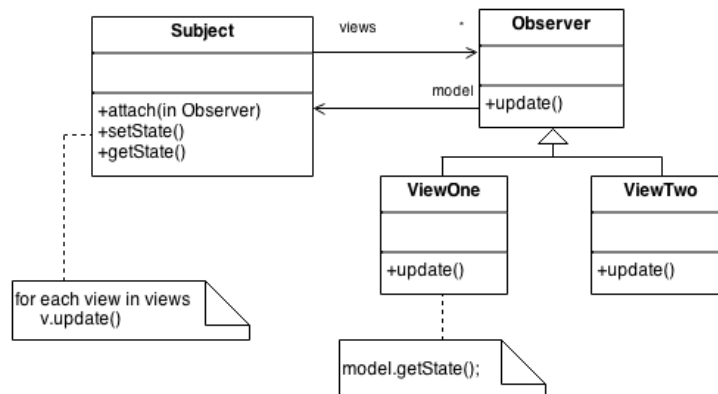 Subject
views
*
Observer
model
+attach(in Observer)
+setState()
+getState()
+update()
ViewOne
ViewTwo
+update()
+update()
for each view in views
v.update()
model.getState();